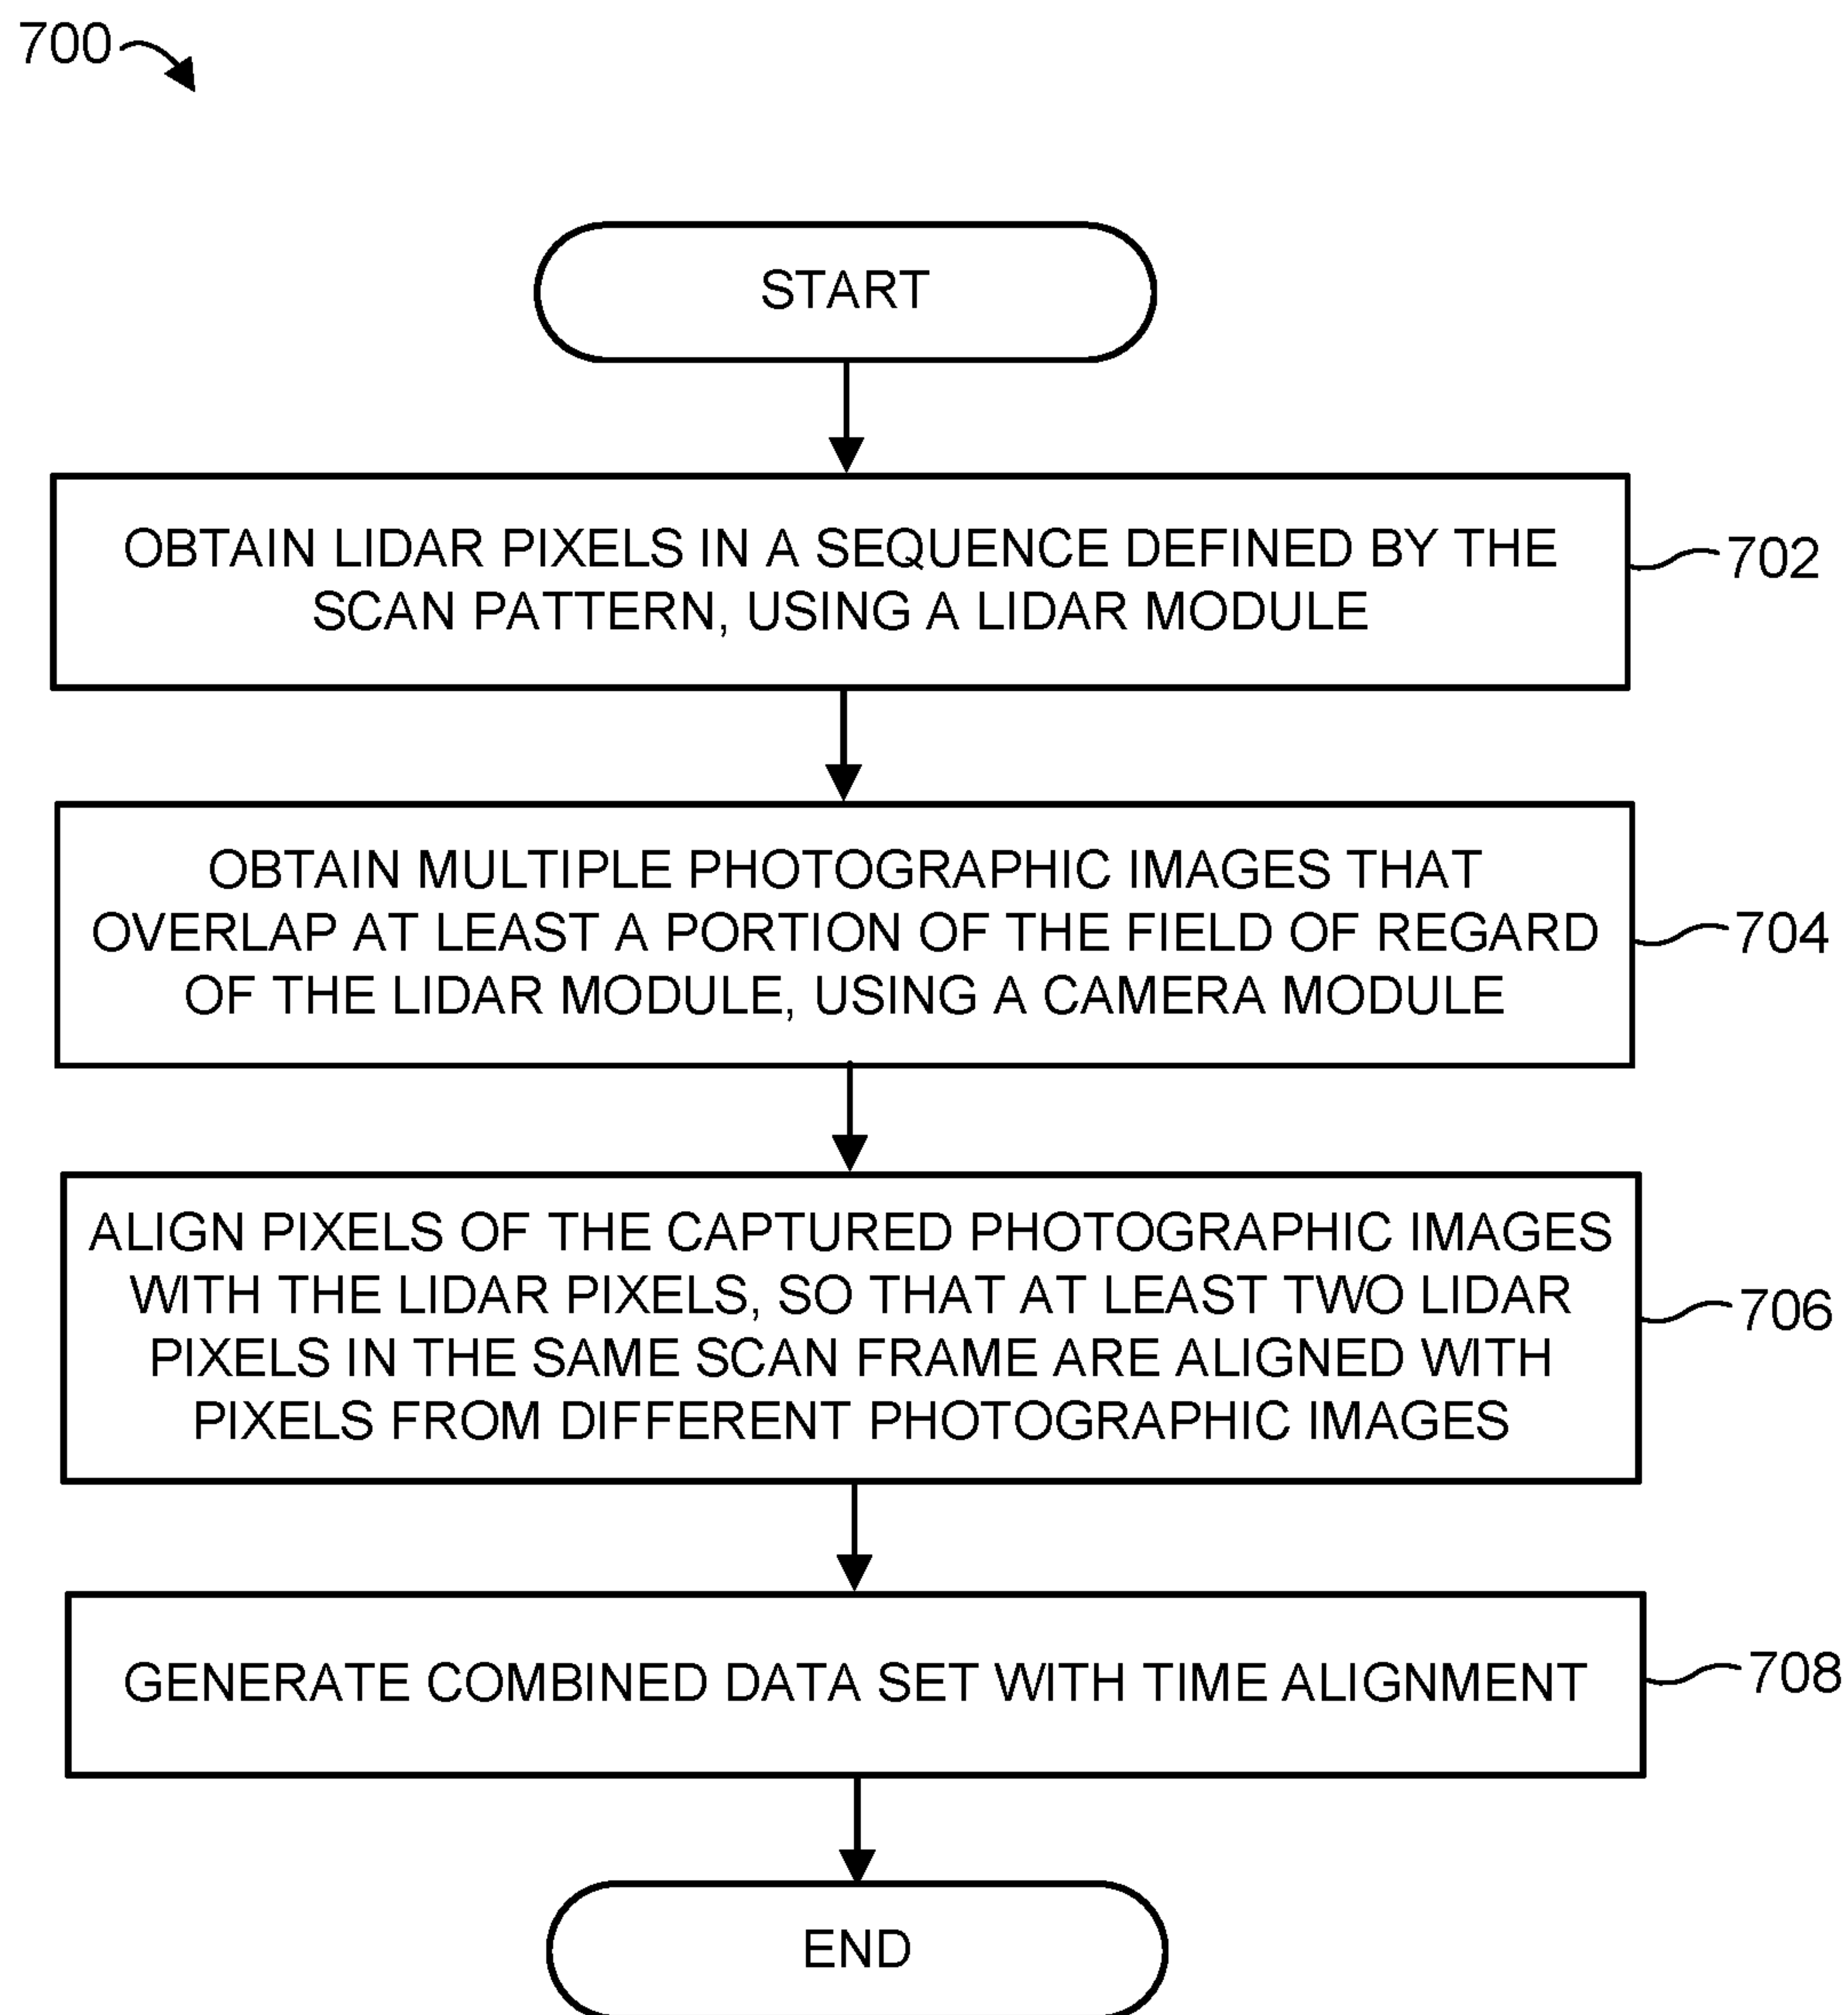 700
START
OBTAIN LIDAR PIXELS IN A SEQUENCE DEFINED BY THE
SCAN PATTERN, USING A LIDAR MODULE
702
OBTAIN MULTIPLE PHOTOGRAPHIC IMAGES THAT
OVERLAP AT LEAST A PORTION OF THE FIELD OF REGARD
OF THE LIDAR MODULE, USING A CAMERA MODULE
704
ALIGN PIXELS OF THE CAPTURED PHOTOGRAPHIC IMAGES
WITH THE LIDAR PIXELS, SO THAT AT LEAST TWO LIDAR
PIXELS IN THE SAME SCAN FRAME ARE ALIGNED WITH
PIXELS FROM DIFFERENT PHOTOGRAPHIC IMAGES
706
GENERATE COMBINED DATA SET WITH TIME ALIGNMENT
708
END